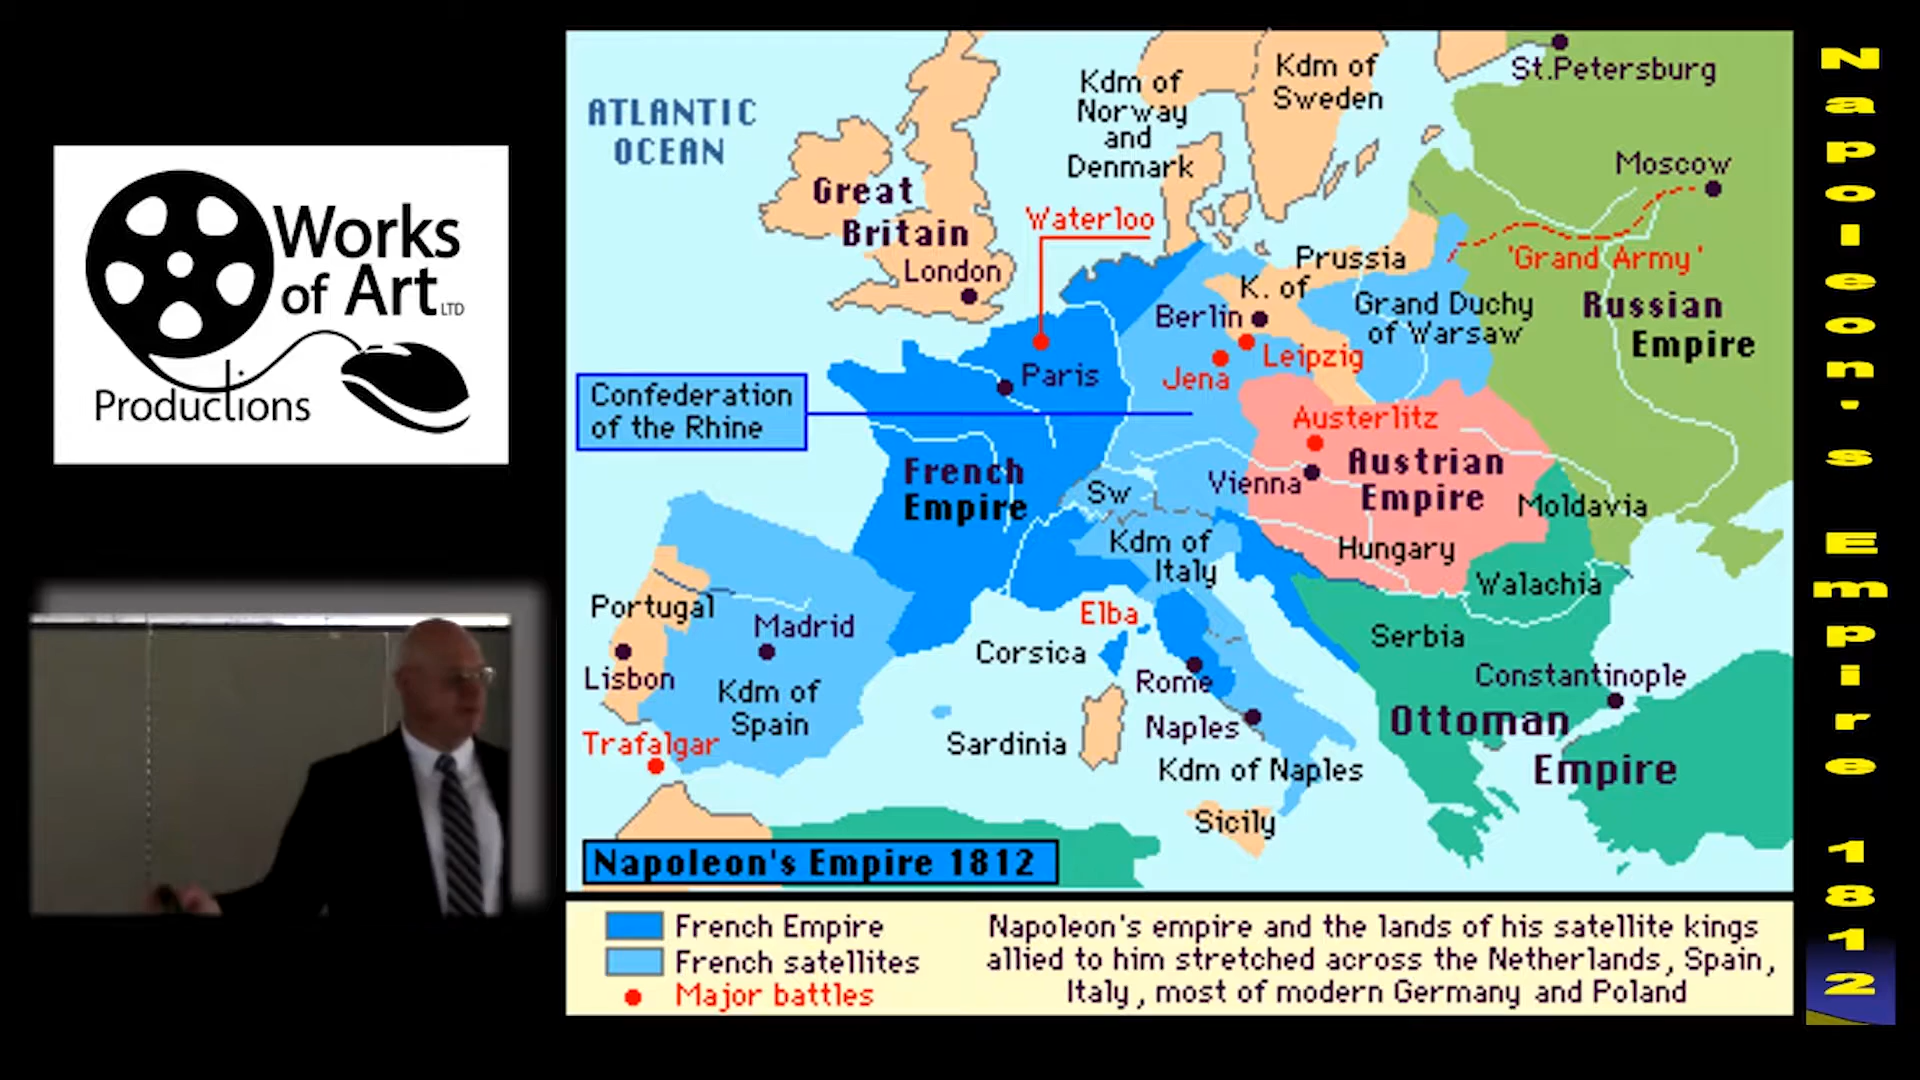 Works
of Art LTD
Productions
ATLANTIC
OCEAN
Great
Britain
London
Waterloo
Kdm of
Norway
and
Denmark
Kdm of
Sweden
St.Petersburg
Moscow
'Grand Army'
Russian
Empire
Prussia
K. of
Berlin
Grand Duchy
of Warsaw
Leipzig
Jena
Paris
Confederation
of the Rhine
French
Empire
Austerlitz
Austrian
Empire
Vienna
Sw
Moldavia
Hungary
Kdm of
Italy
Walachia
Portugal
Madrid
Lisbon
Kdm of
Spain
Trafalgar
Elba
Corsica
Rome
Serbia
Constantinople
Ottoman
Empire
Naples
Sardinia
Kdm of Naples
Sicily
Napoleon's Empire 1812
French Empire
French satellites
Major battles
Napoleon's empire and the lands of his satellite kings
allied to him stretched across the Netherlands, Spain,
Italy, most of modern Germany and Poland
Napoleon's Empire 1812